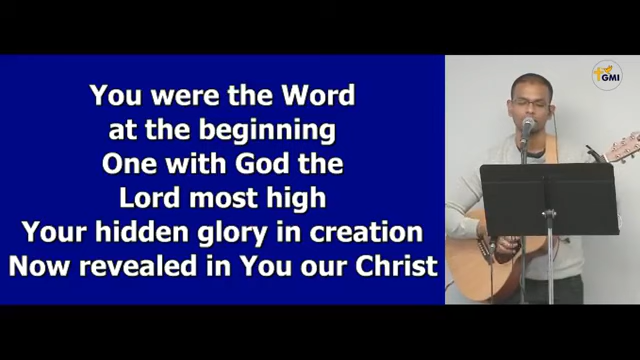 You were the Word
at the beginning
One with God the
Lord most high
Your hidden glory in creation
Now revealed in You our Christ
GMI